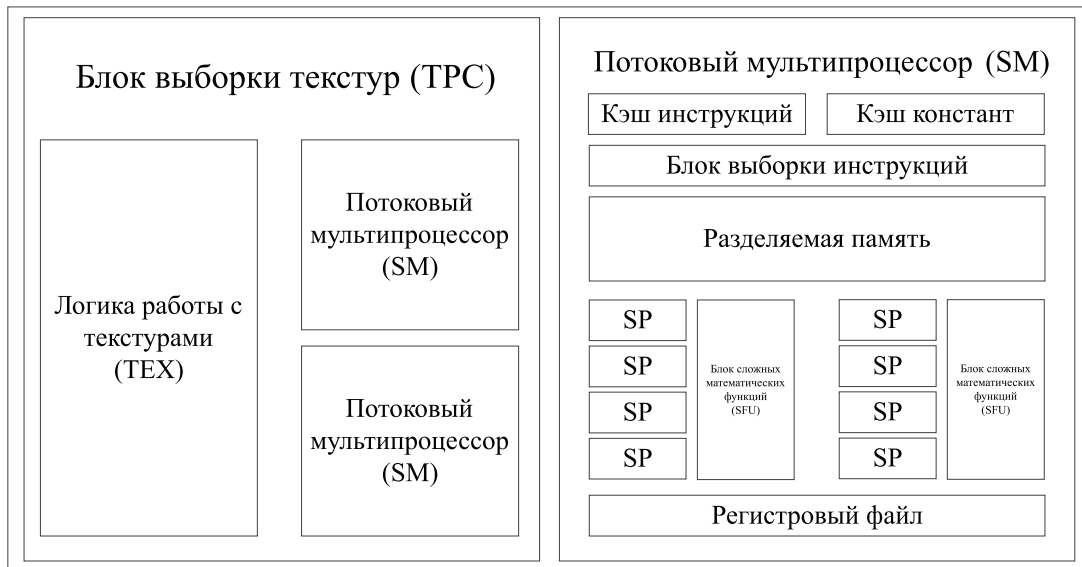 Блок выборки текстур (TPC)
Логика работы с
текстурами
(TEX)
Потоковый
мультипроцессор
(SM)
Потоковый
мультипроцессор
(SM)
Потоковый мультипроцессор (SM)
Кэш инструкций
Кэш констант
Блок выборки инструкций
Разделяемая память
SP
SP
SP
SP
Блок сложных
математических
функций
(SFU)
SP
SP
SP
SP
Блок сложных
математических
функций
(SFU)
Регистровый файл